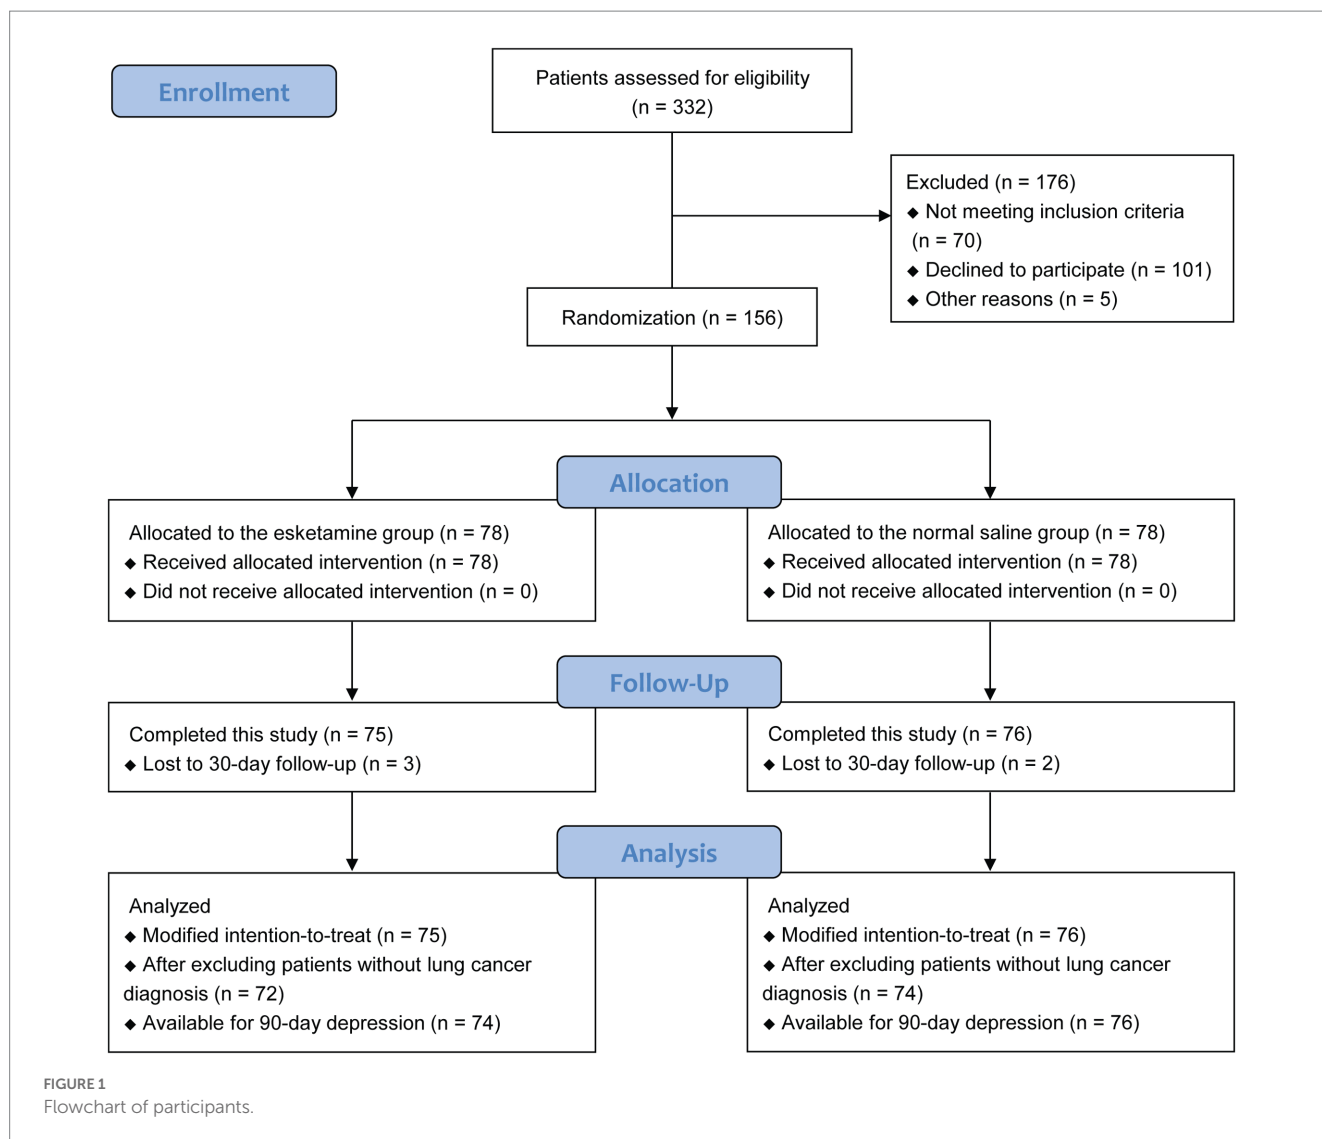 Enrollment
Patients assessed for eligibility
(n = 332)
Excluded (n = 176)
◆ Not meeting inclusion criteria
(n = 70)
◆ Declined to participate (n = 101)
◆ Other reasons (n = 5)
Randomization (n = 156)
Allocation
Allocated to the esketamine group (n = 78)
◆ Received allocated intervention (n = 78)
◆ Did not receive allocated intervention (n = 0)
Allocated to the normal saline group (n = 78)
◆ Received allocated intervention (n = 78)
◆ Did not receive allocated intervention (n = 0)
Follow-Up
Completed this study (n = 75)
◆ Lost to 30-day follow-up (n = 3)
Completed this study (n = 76)
◆ Lost to 30-day follow-up (n = 2)
Analysis
Analyzed
◆ Modified intention-to-treat (n = 75)
◆ After excluding patients without lung cancer
diagnosis (n = 72)
◆ Available for 90-day depression (n = 74)
Analyzed
◆ Modified intention-to-treat (n = 76)
◆ After excluding patients without lung cancer
diagnosis (n = 74)
◆ Available for 90-day depression (n = 76)
FIGURE 1
Flowchart of participants.